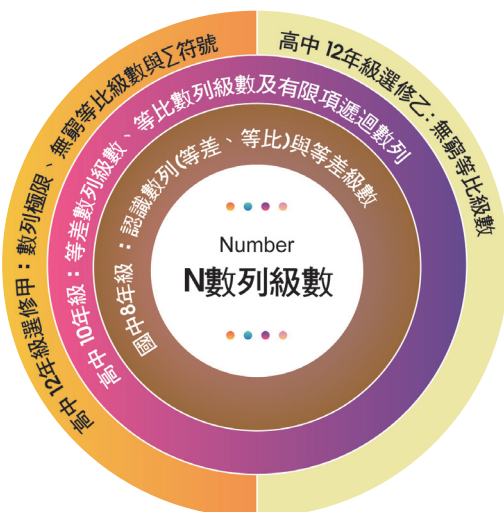 高中 12年級選修甲：數列極限、無窮等比級數與∑符號
高中 12年級選修乙：無窮等比級數
高中 10年級：等差數列級數、等比數列級數及有限項遞迴數列
國中8年級：認識數列(等差、等比)與等差級數
Number
N數列級數